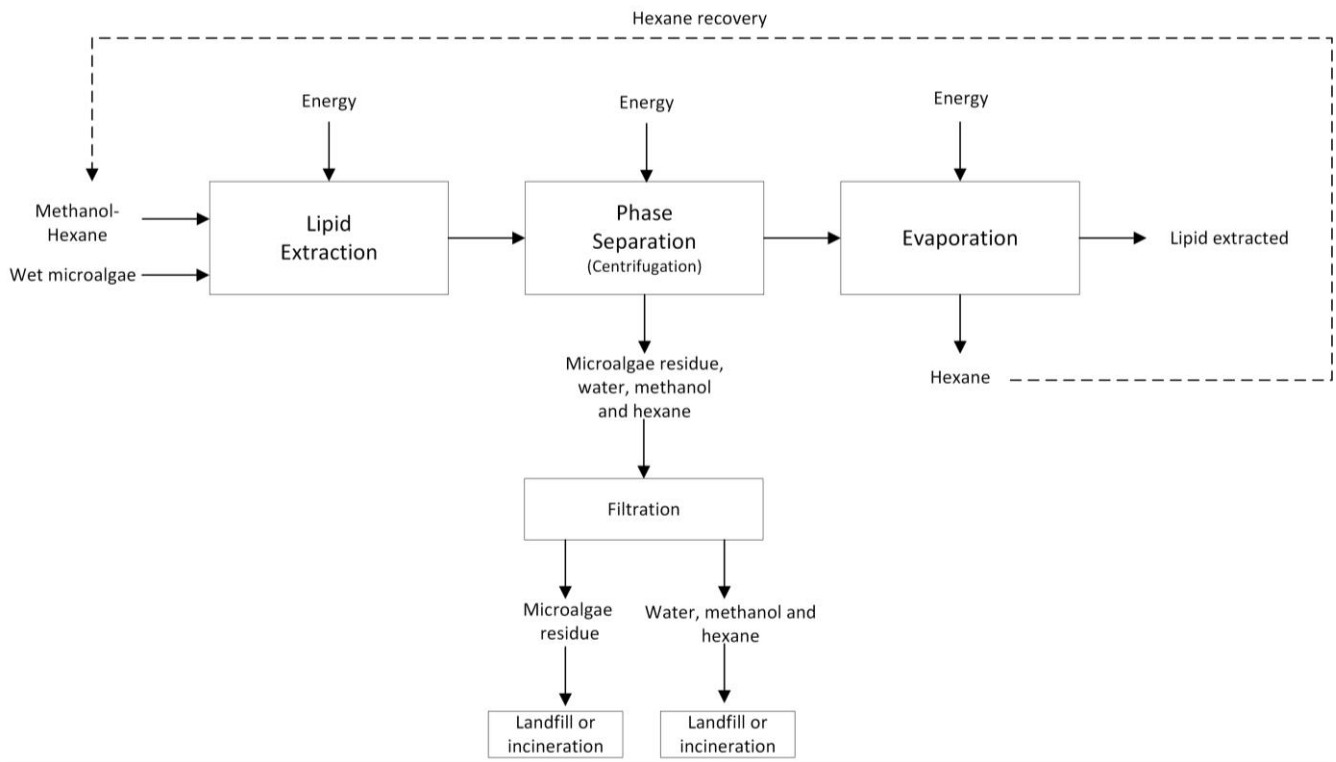 Hexane recovery
Energy
Energy
Energy
Methanol-
Hexane
Wet microalgae
Lipid
Extraction
Phase
Separation
(Centrifugation)
Evaporation
Lipid extracted
Microalgae residue,
water, methanol
and hexane
Hexane
Filtration
Microalgae
residue
Water, methanol and
hexane
Landfill or
incineration
Landfill or
incineration